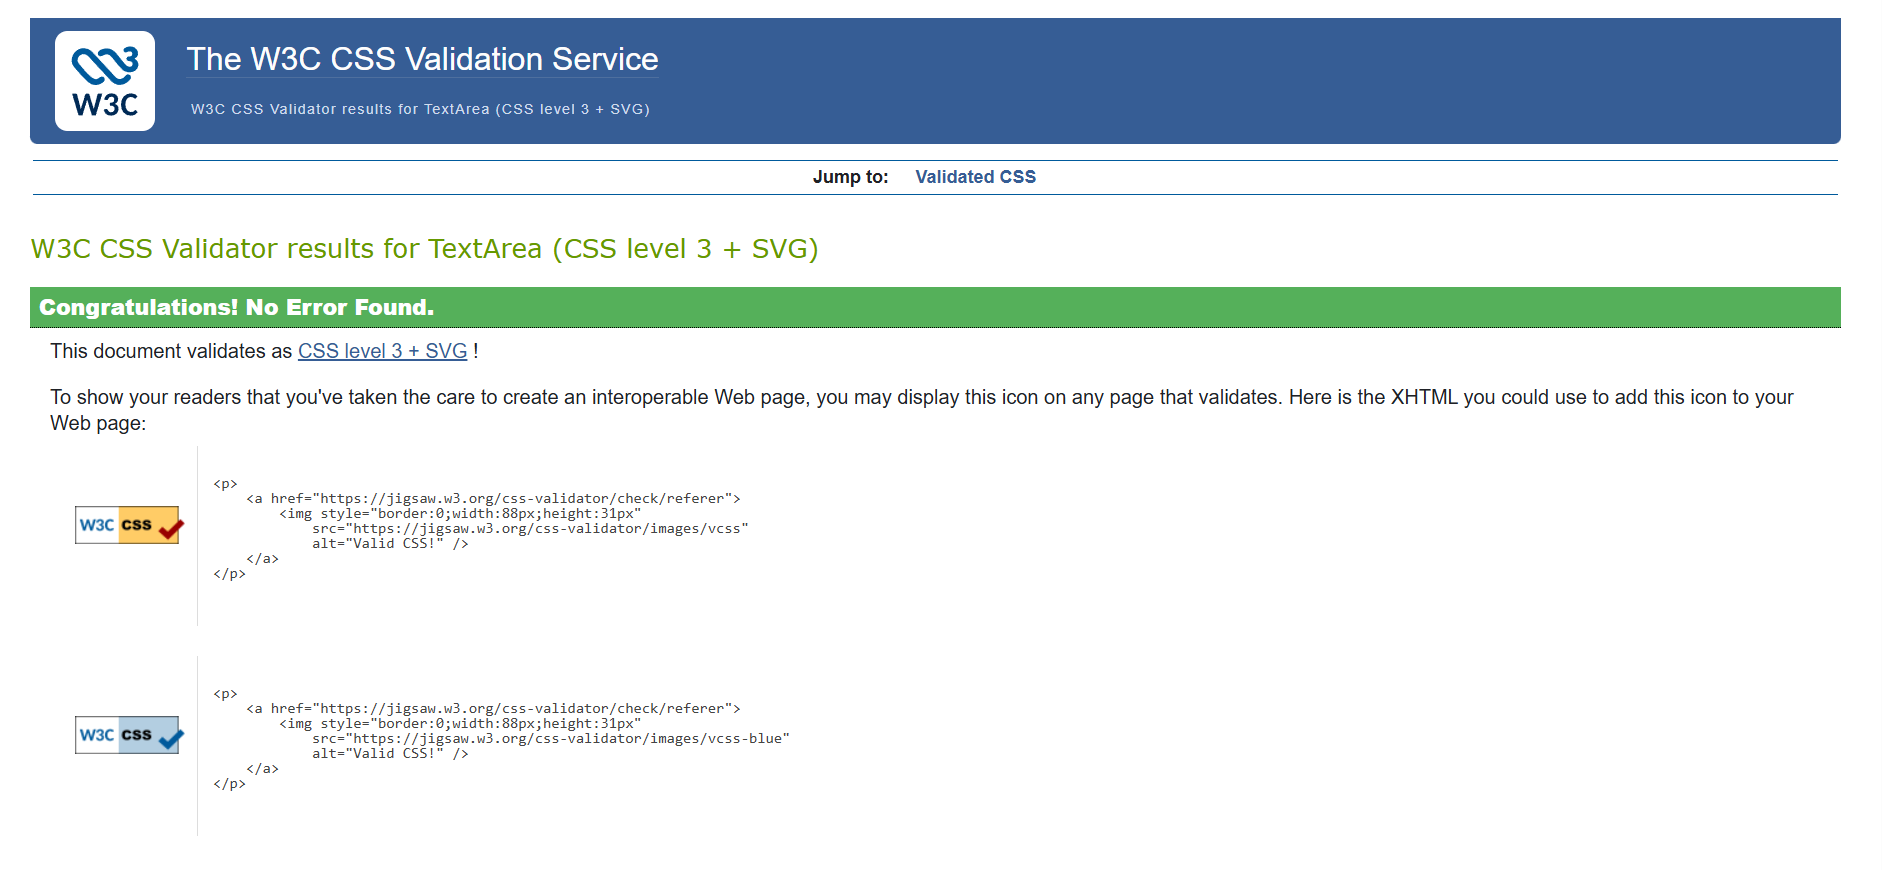 W3C
The W3C CSS Validation Service
W3C CSS Validator results for TextArea (CSS level 3 + SVG)
Jump to: Validated CSS
W3C CSS Validator results for TextArea (CSS level 3 + SVG)
Congratulations! No Error Found.
This document validates as CSS level 3 + SVG !
To show your readers that you've taken the care to create an interoperable Web page, you may display this icon on any page that validates. Here is the XHTML you could use to add this icon to your
Web page:
W3C css
<p>
    <a href="https://jigsaw.w3.org/css-validator/check/referer">
        <img style="border:0;width:88px;height:31px"
            src="https://jigsaw.w3.org/css-validator/images/vcss"
            alt="Valid CSS!" />
    </a>
</p>
W3C css
<p>
    <a href="https://jigsaw.w3.org/css-validator/check/referer">
        <img style="border:0;width:88px;height:31px"
            src="https://jigsaw.w3.org/css-validator/images/vcss-blue"
            alt="Valid CSS!" />
    </a>
</p>